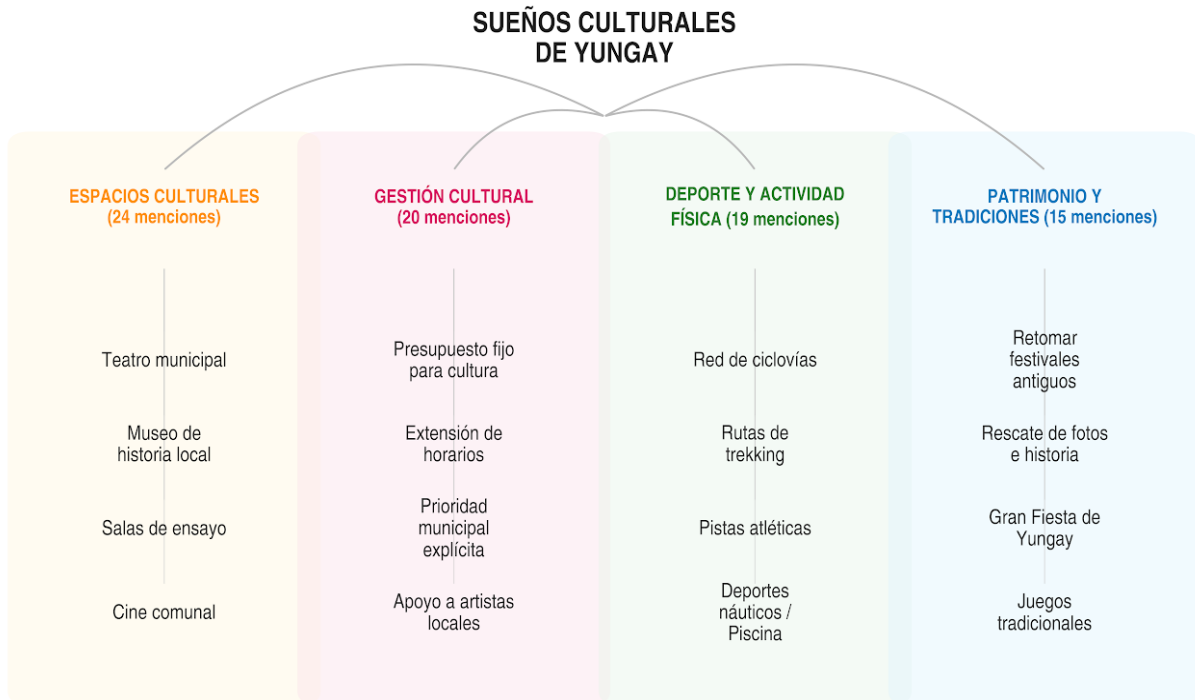 SUEÑOS CULTURALES
DE YUNGAY
ESPACIOS CULTURALES
(24 menciones)
Teatro municipal
Museo de
historia local
Salas de ensayo
Cine comunal
GESTIÓN CULTURAL
(20 menciones)
Presupuesto fijo
para cultura
Extensión de
horarios
Prioridad
municipal
explícita
Apoyo a artistas
locales
DEPORTE Y ACTIVIDAD
FÍSICA (19 menciones)
Red de ciclovías
Rutas de
trekking
Pistas atléticas
Deportes
náuticos /
Piscina
PATRIMONIO Y
TRADICIONES (15 menciones)
Retomar
festivales
antiguos
Rescate de fotos
e historia
Gran Fiesta de
Yungay
Juegos
tradicionales